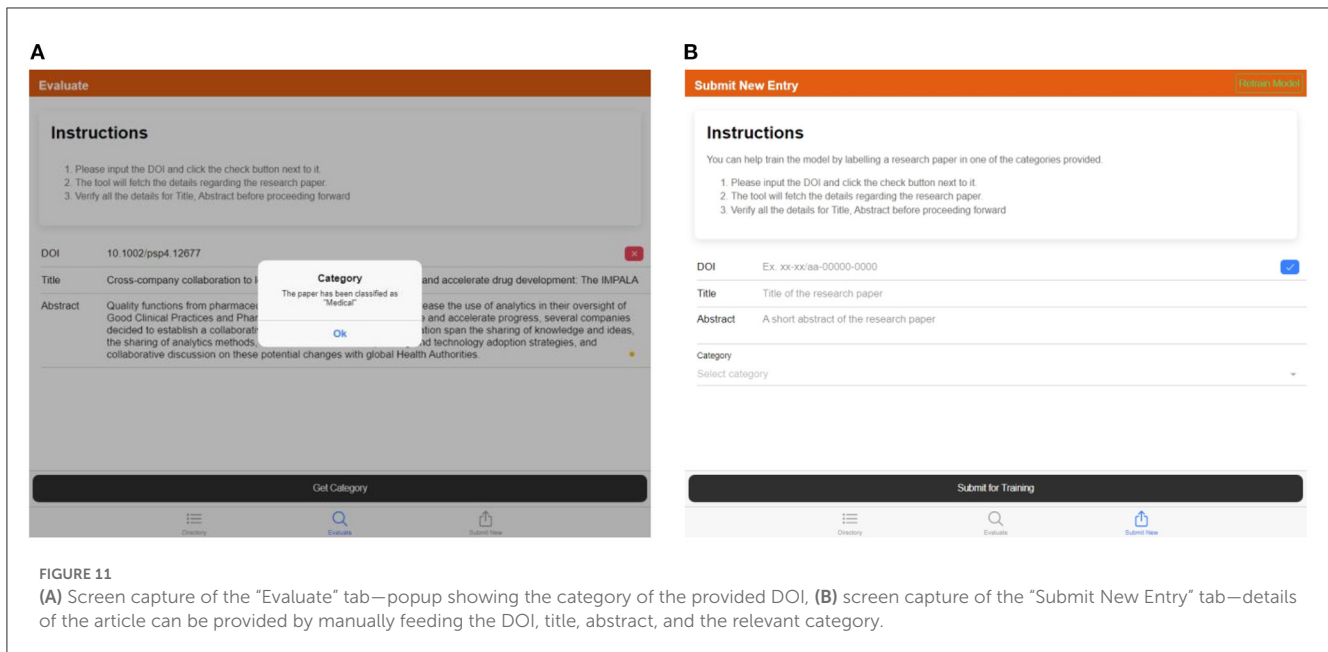 A
Evaluate
Instructions
1. Please input the DOI and click the check button next to it.
2. The tool will fetch the details regarding the research paper.
3. Verify all the details for Title, Abstract before proceeding forward
DOI 10.1002/psp4.12677
Title Cross-company collaboration to and accelerate drug development: The IMPALA
Abstract Quality functions from pharmaceu ease the use of analytics in their oversight of
Good Clinical Practices and Phar and accelerate progress, several companies
decided to establish a collaborati tion span the sharing of knowledge and ideas,
the sharing of analytics methods, nd technology adoption strategies, and
collaborative discussion on these potential changes with global Health Authorities.
Category
The paper has been classified as
"Medical"
Ok
Get Category
Directory Evaluate Submit New
B
Submit New Entry Retrain Model
Instructions
You can help train the model by labelling a research paper in one of the categories provided.
1. Please input the DOI and click the check button next to it.
2. The tool will fetch the details regarding the research paper.
3. Verify all the details for Title, Abstract before proceeding forward
DOI Ex. xx-xx/aa-00000-0000
Title Title of the research paper
Abstract A short abstract of the research paper
Category
Select category
Submit for Training
Directory Evaluate Submit New
FIGURE 11
(A) Screen capture of the "Evaluate" tab—popup showing the category of the provided DOI, (B) screen capture of the "Submit New Entry" tab—details
of the article can be provided by manually feeding the DOI, title, abstract, and the relevant category.